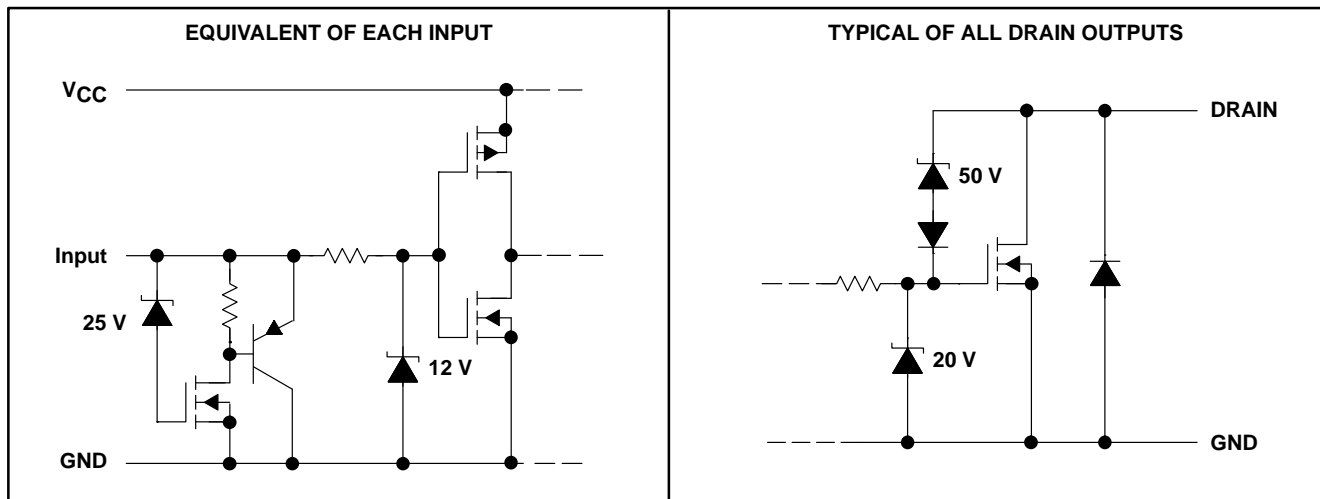 EQUIVALENT OF EACH INPUT
VCC
Input
25 V
12 V
GND
TYPICAL OF ALL DRAIN OUTPUTS
DRAIN
50 V
20 V
GND